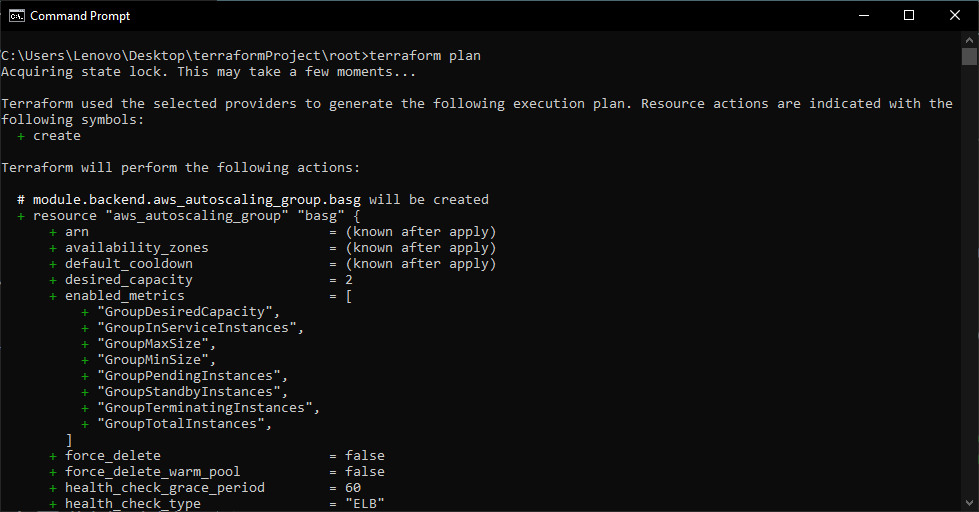 Command Prompt
C:\Users\Lenovo\Desktop\terraformProject\root>terraform plan
Acquiring state lock. This may take a few moments...
Terraform used the selected providers to generate the following execution plan. Resource actions are indicated with the
following symbols:
  + create
Terraform will perform the following actions:
  # module.backend.aws_autoscaling_group.basg will be created
  + resource "aws_autoscaling_group" "basg" {
      + arn                              = (known after apply)
      + availability_zones               = (known after apply)
      + default_cooldown                 = (known after apply)
      + desired_capacity                 = 2
      + enabled_metrics                  = [
          + "GroupDesiredCapacity",
          + "GroupInServiceInstances",
          + "GroupMaxSize",
          + "GroupMinSize",
          + "GroupPendingInstances",
          + "GroupStandbyInstances",
          + "GroupTerminatingInstances",
          + "GroupTotalInstances",
        ]
      + force_delete                     = false
      + force_delete_warm_pool           = false
      + health_check_grace_period        = 60
      + health_check_type                = "ELB"